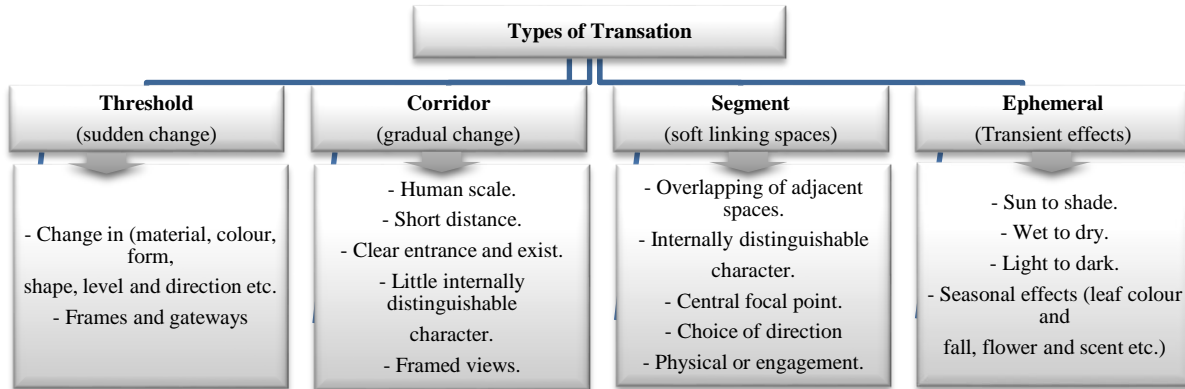 Types of Transation
Threshold
(sudden change)
- Change in (material, colour,
form,
shape, level and direction etc.
- Frames and gateways
Corridor
(gradual change)
- Human scale.
- Short distance.
- Clear entrance and exist.
- Little internally
distinguishable
character.
- Framed views.
Segment
(soft linking spaces)
- Overlapping of adjacent
spaces.
- Internally distinguishable
character.
- Central focal point.
- Choice of direction
- Physical or engagement.
Ephemeral
(Transient effects)
- Sun to shade.
- Wet to dry.
- Light to dark.
- Seasonal effects (leaf colour
and
fall, flower and scent etc.)